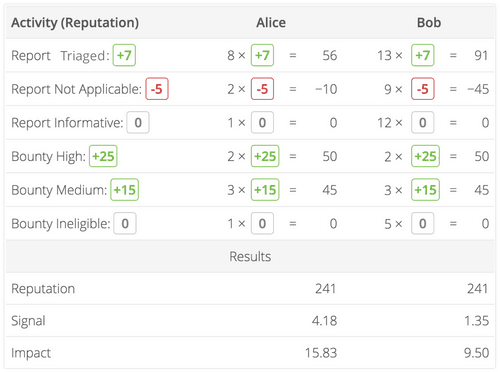 Activity (Reputation) Alice Bob
Report Triaged: +7 8 × +7 = 56 13 × +7 = 91
Report Not Applicable: -5 2 × -5 = −10 9 × -5 = −45
Report Informative: 0 1 × 0 = 0 12 × 0 = 0
Bounty High: +25 2 × +25 = 50 2 × +25 = 50
Bounty Medium: +15 3 × +15 = 45 3 × +15 = 45
Bounty Ineligible: 0 1 × 0 = 0 5 × 0 = 0
Results
Reputation 241 241
Signal 4.18 1.35
Impact 15.83 9.50